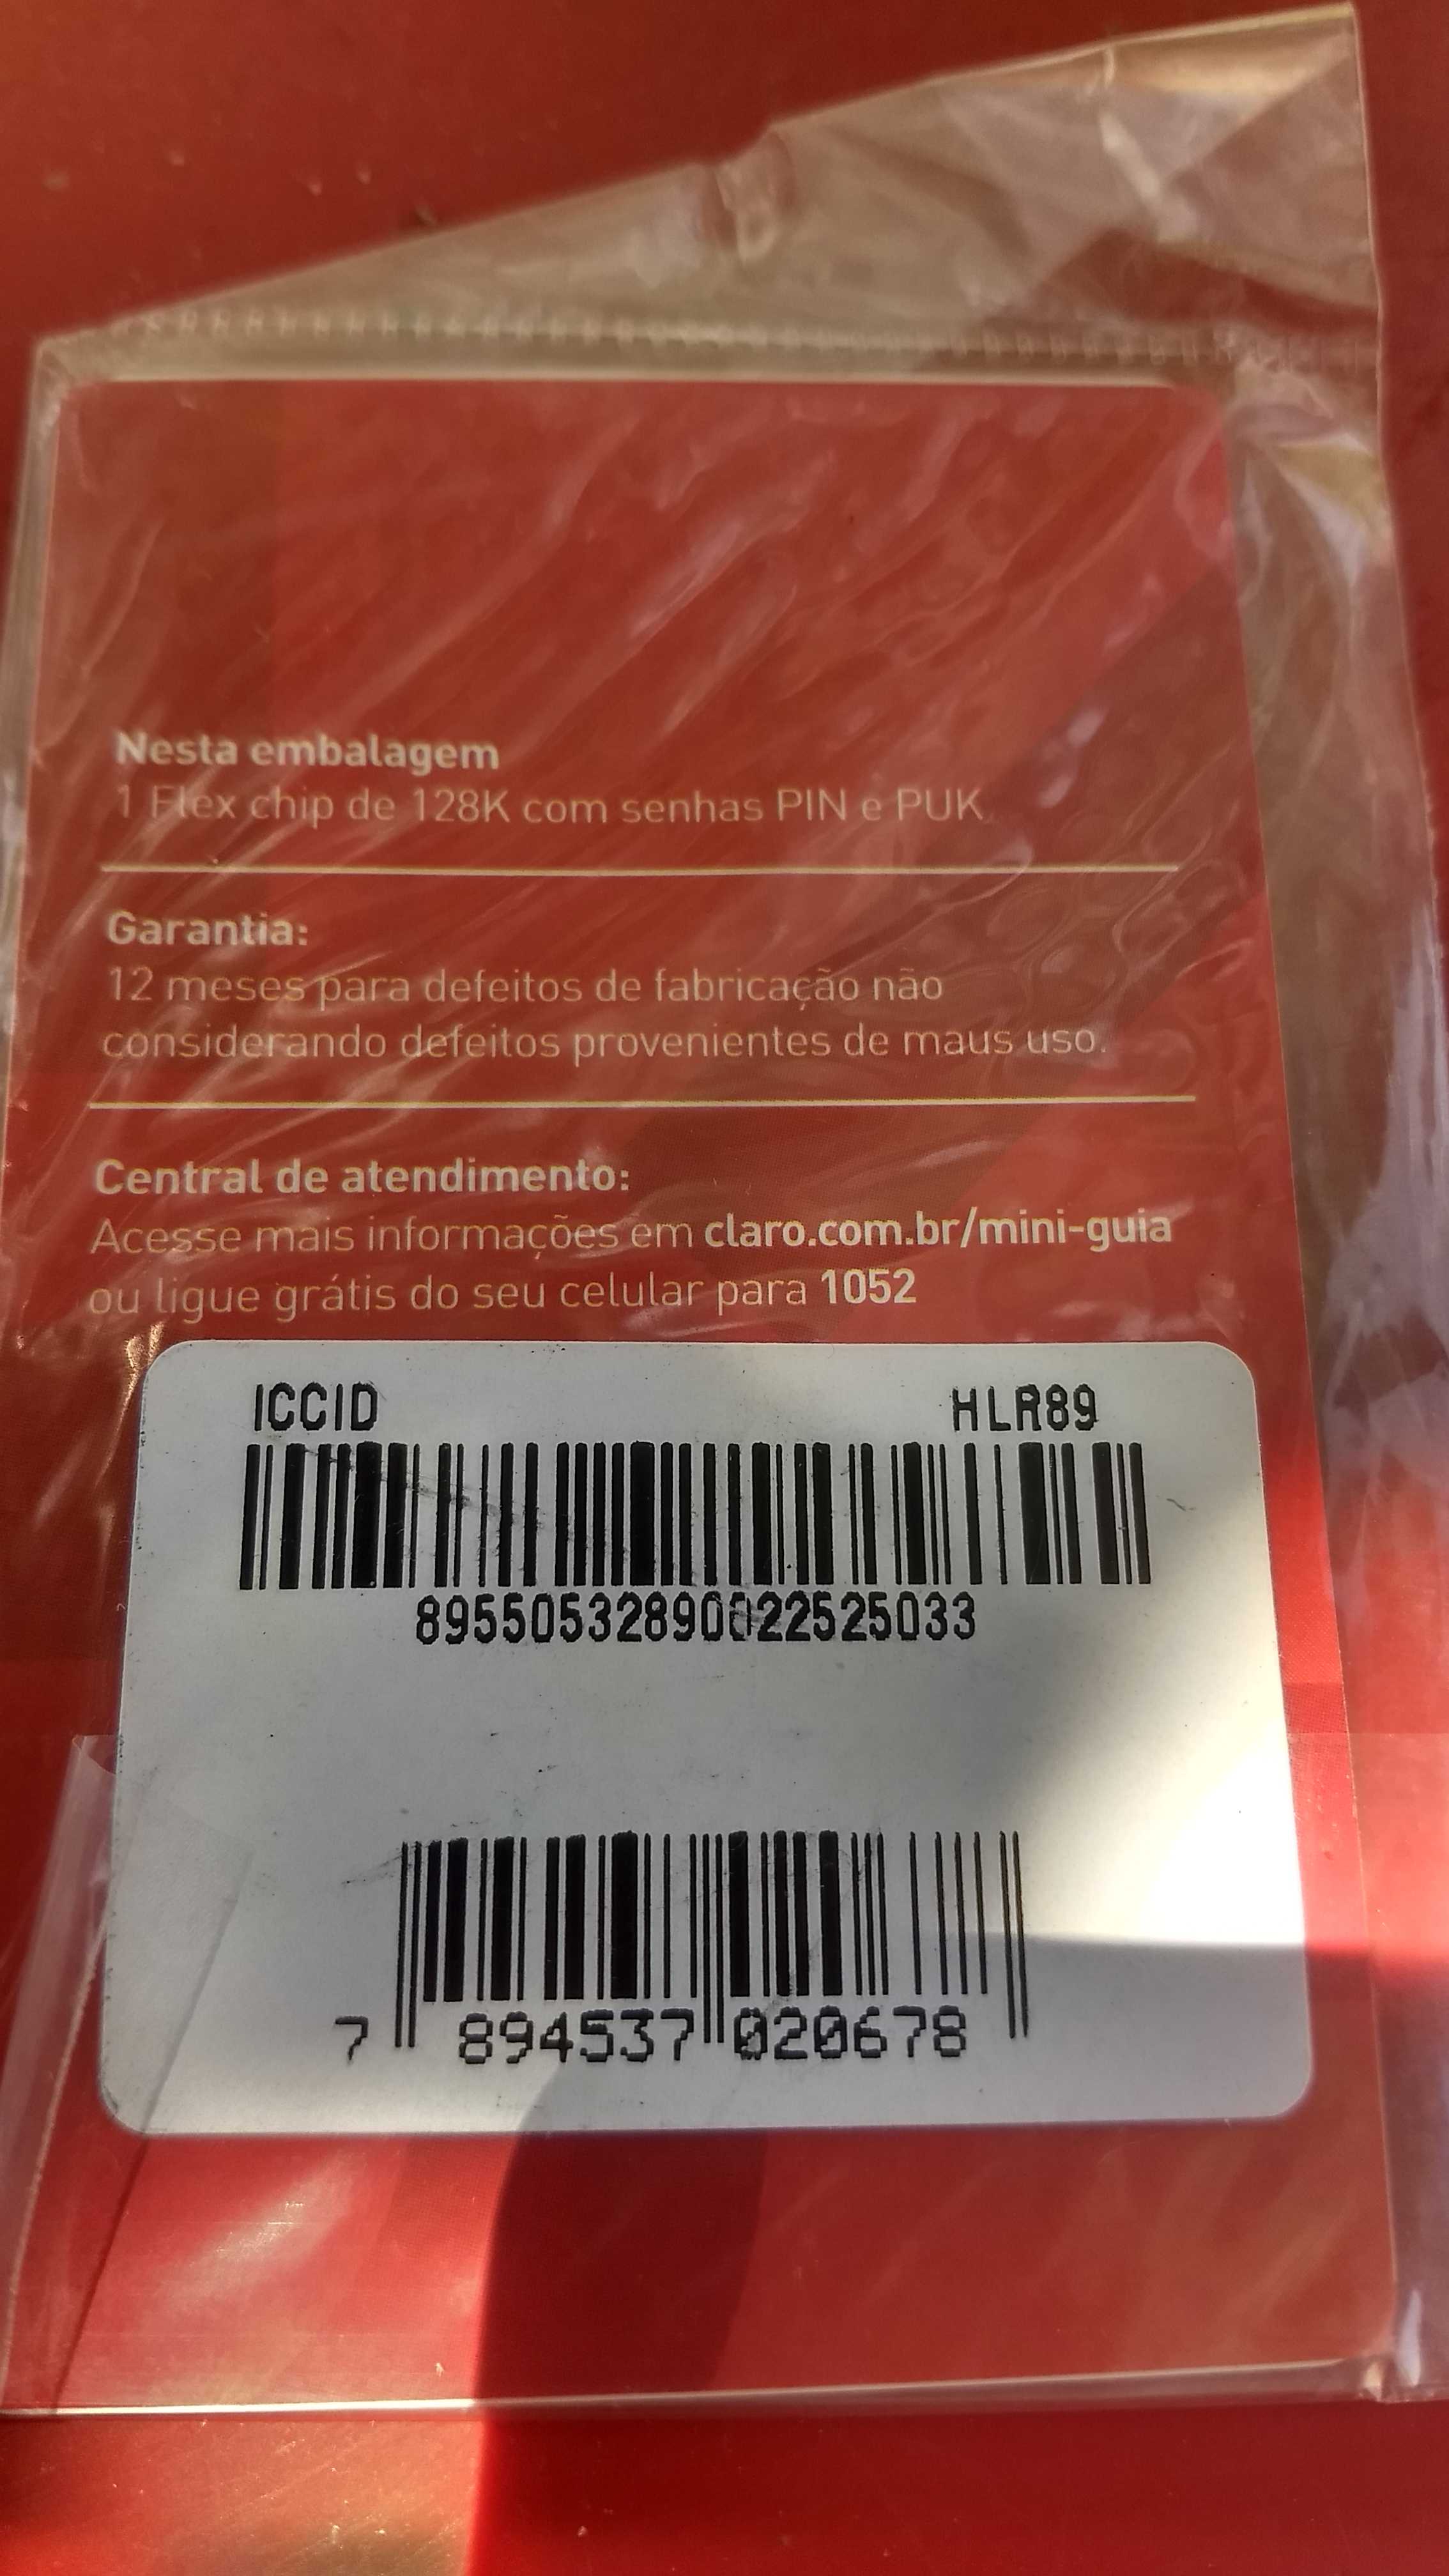 Nesta embalagem
1 Flex chip de 128K com senhas PIN e PUK
Garantia:
12 meses para defeitos de fabricação não
considerando defeitos provenientes de maus uso.
Central de atendimento:
Acesse mais informações em claro.com.br/mini-guia
ou ligue grátis do seu celular para 1052
ICCID HLR89
89550532890022525033
7 894537 020678